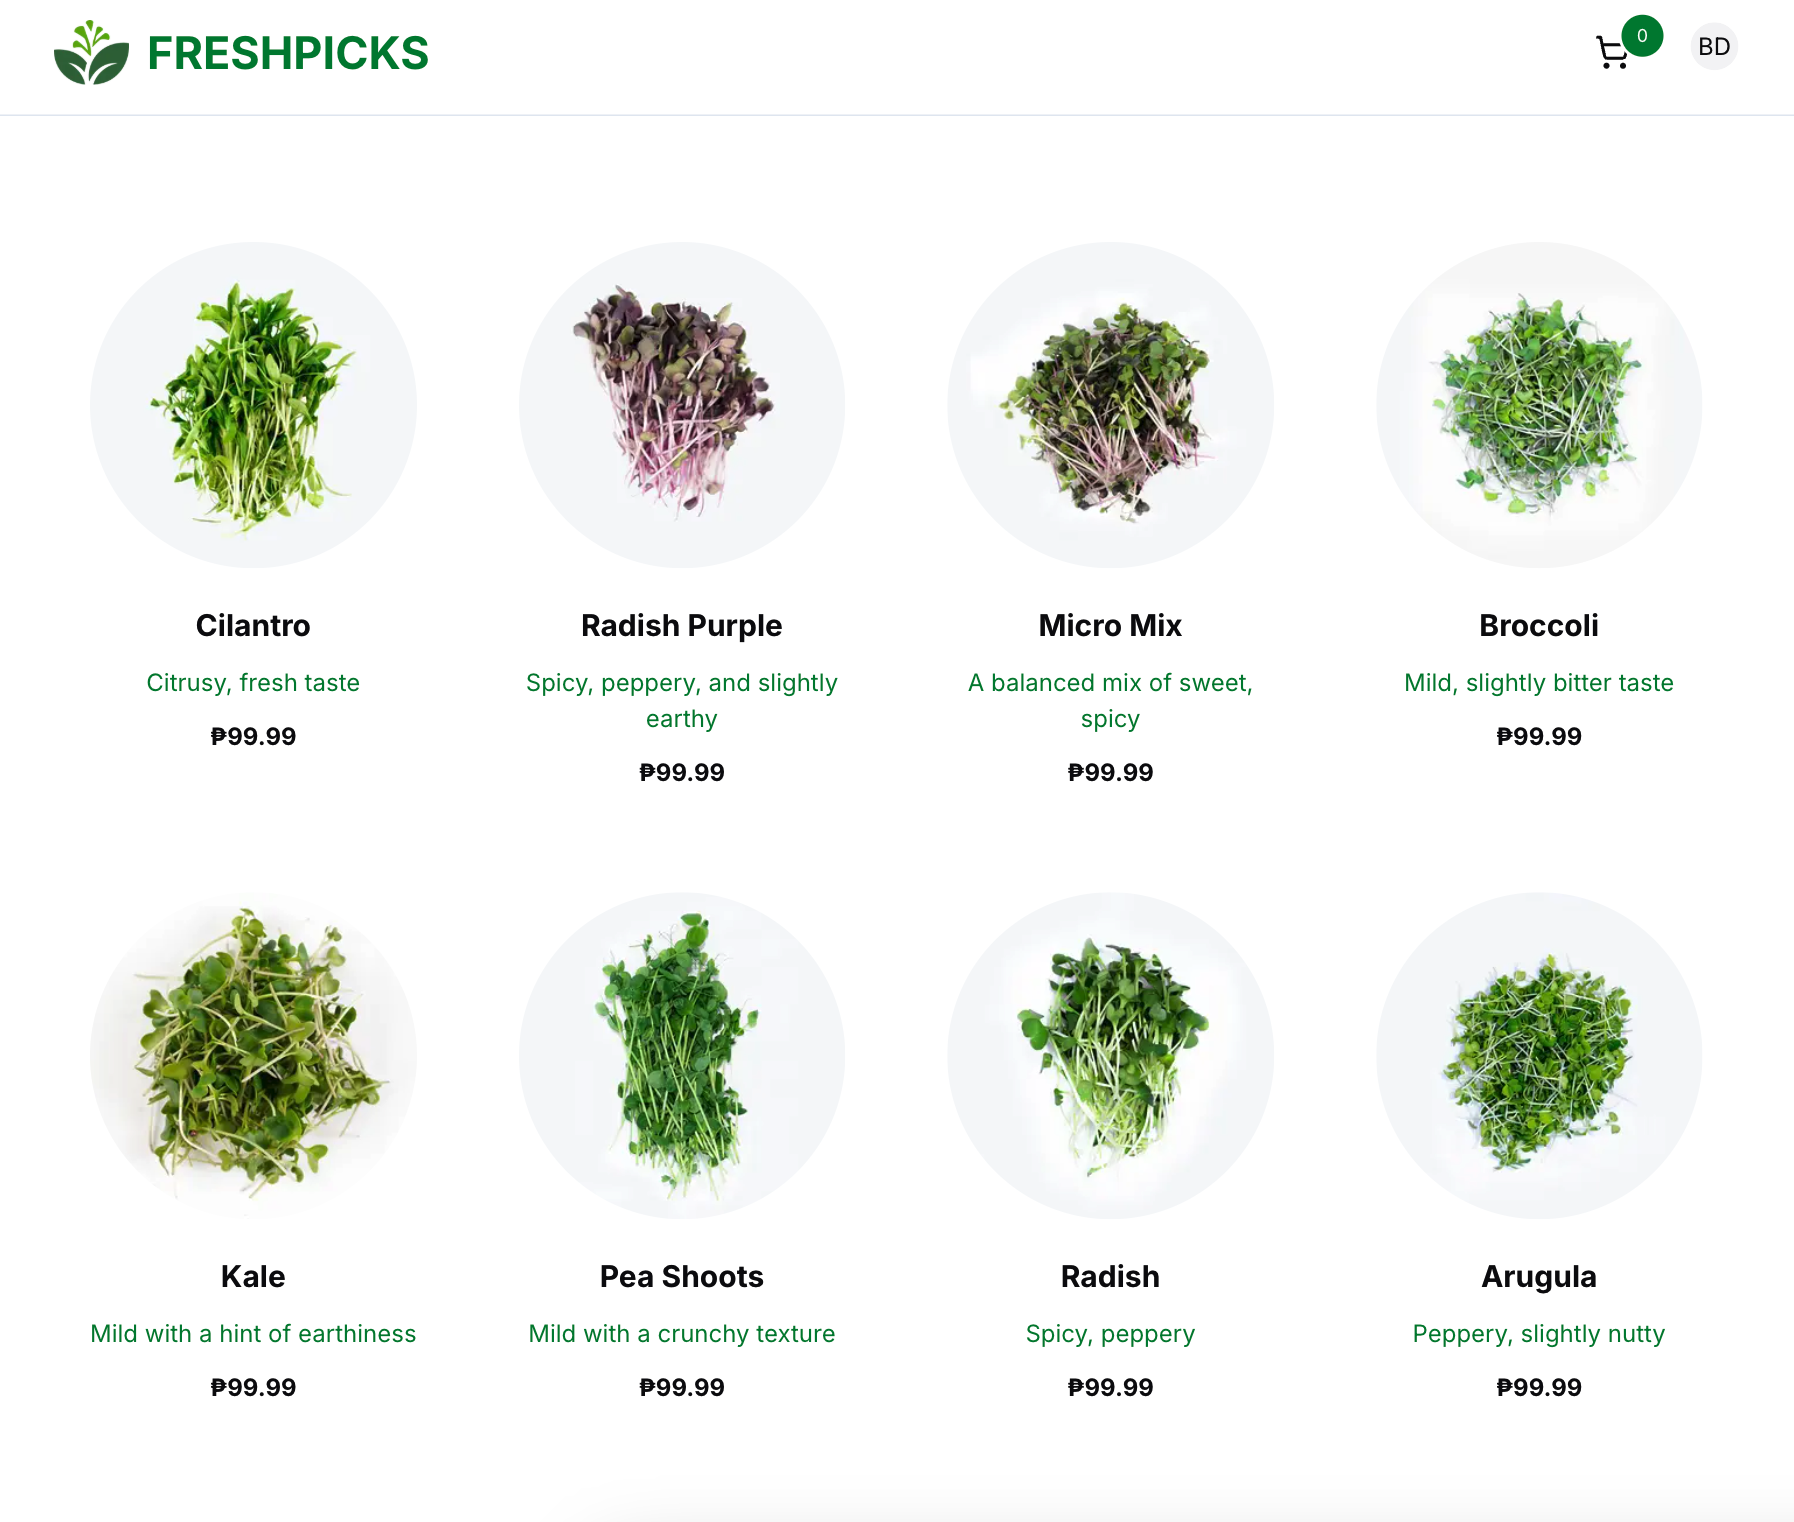 FRESHPICKS
0
BD
Cilantro
Citrusy, fresh taste
₱99.99
Radish Purple
Spicy, peppery, and slightly
earthy
₱99.99
Micro Mix
A balanced mix of sweet,
spicy
₱99.99
Broccoli
Mild, slightly bitter taste
₱99.99
Kale
Mild with a hint of earthiness
₱99.99
Pea Shoots
Mild with a crunchy texture
₱99.99
Radish
Spicy, peppery
₱99.99
Arugula
Peppery, slightly nutty
₱99.99